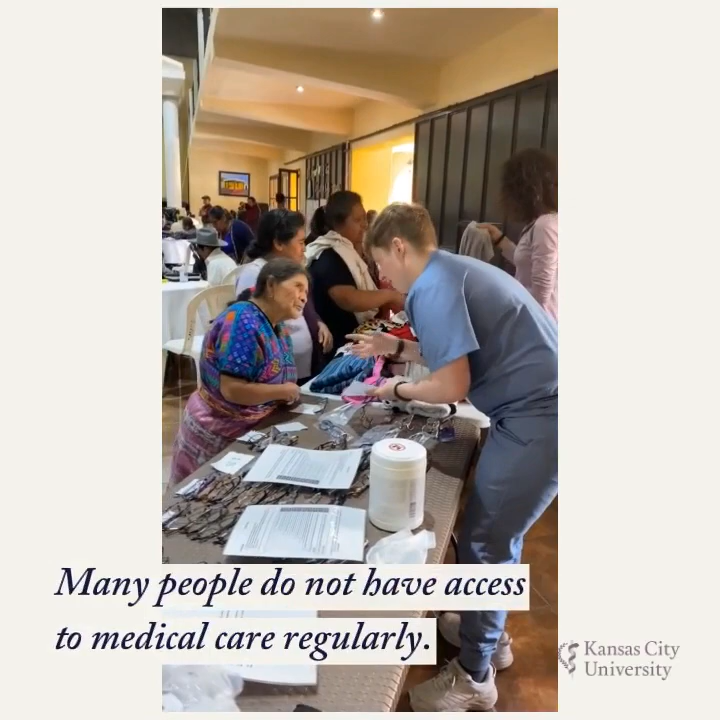 Many people do not have access
to medical care regularly.
Kansas City
University